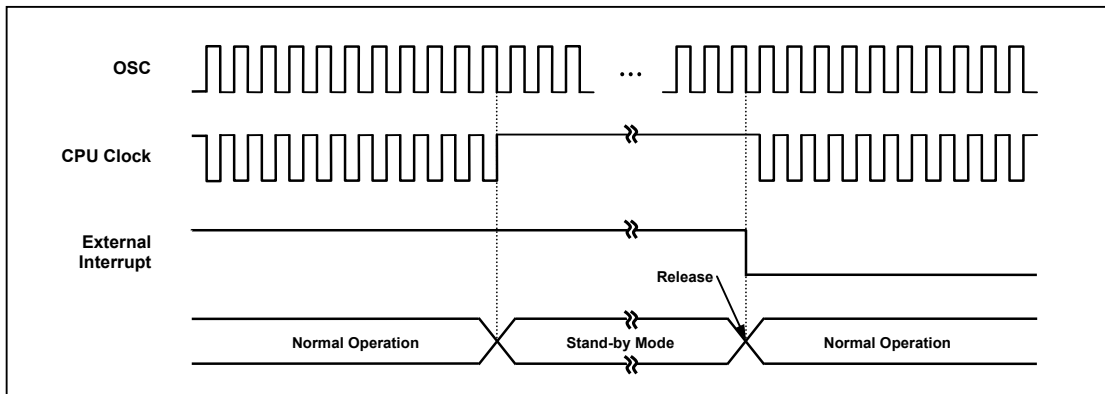 OSC
...
CPU Clock
External
Interrupt
Release
Normal Operation
Stand-by Mode
Normal Operation